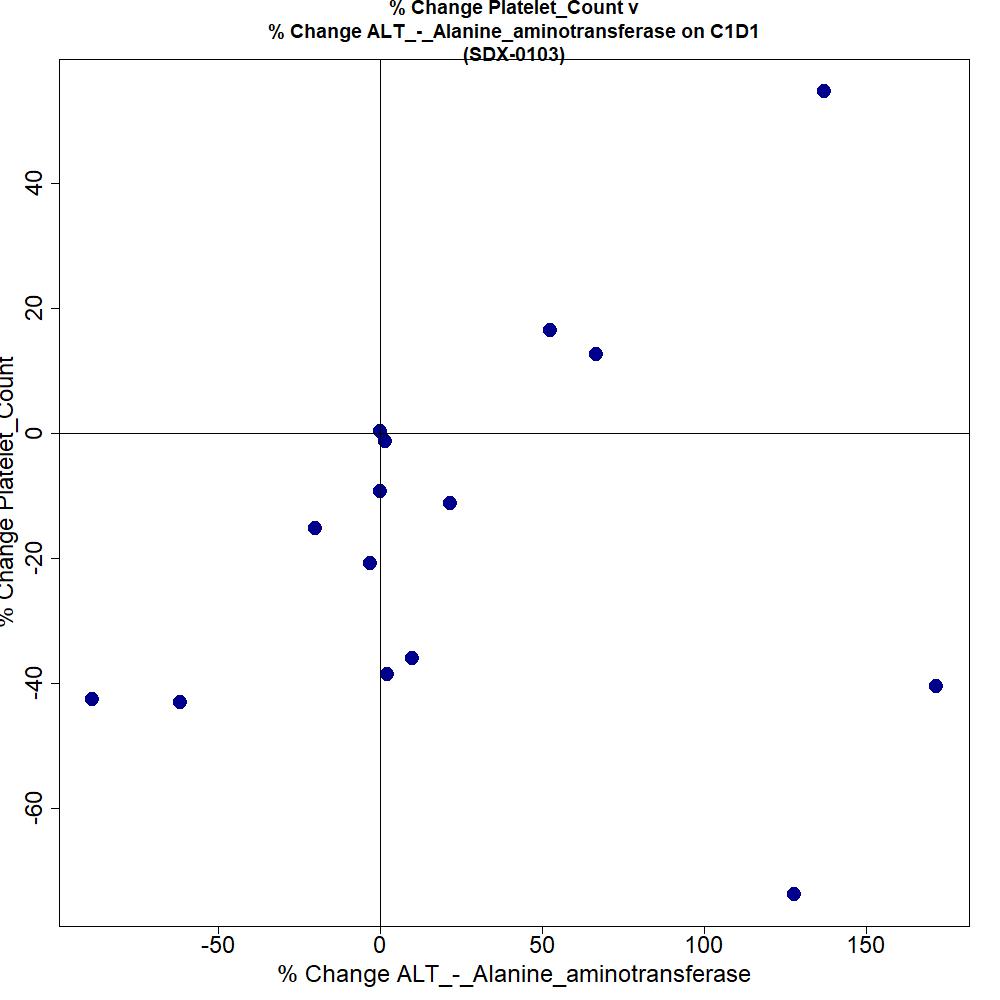 % Change Platelet_Count v
% Change ALT_-_Alanine_aminotransferase on C1D1
(SDX-0103)
40
20
0
-20
-40
-60
% Change Platelet_Count
-50
0
50
100
150
% Change ALT_-_Alanine_aminotransferase